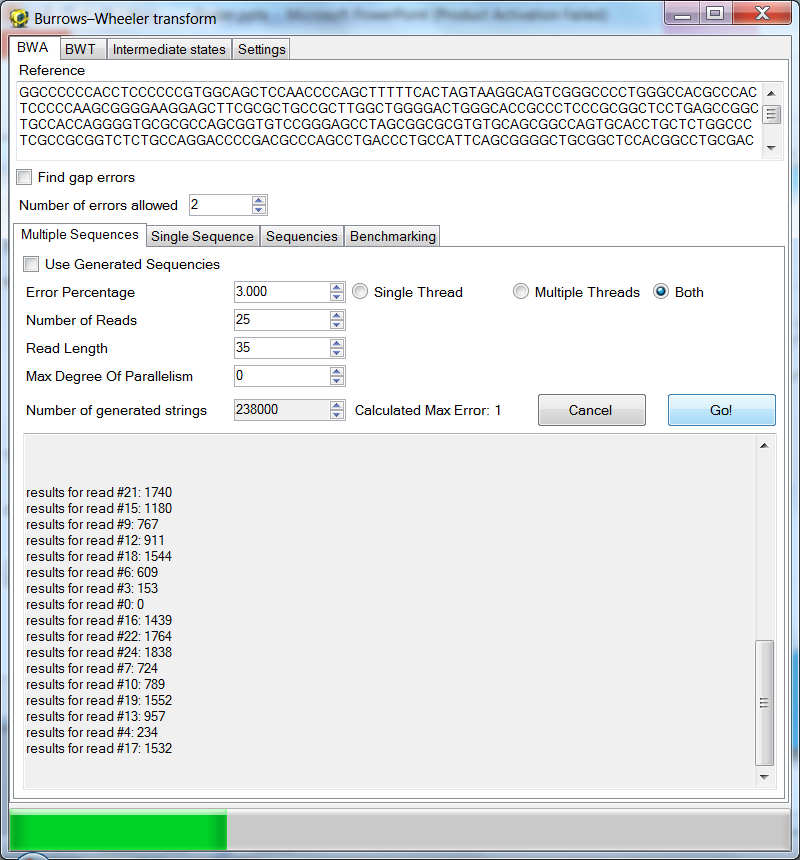 Burrows–Wheeler transform
BWA BWT Intermediate states Settings
Reference
GGCCCCCCACCTCCCCCCGTGGCAGCTCCAACCCCAGCTTTTTCACTAGTAAGGCAGTCGGGCCCCTGGGCCACGCCCAC
TCCCCCAAGCGGGGAAGGAGCTTCGCGCTGCCGCTTGGCTGGGGACTGGGCACCGCCCTCCCGCGGCTCCTGAGCCGGC
TGCCACCAGGGGTGCGCGCCAGCGGTGTCCGGGAGCCTAGCGGCGCGTGTGCAGCGGCCAGTGCACCTGCTCTGGCCC
TCGCCGCGGTCTCTGCCAGGACCCCGACGCCCAGCCTGACCCTGCCATTCAGCGGGGCTGCGGCTCCACGGCCTGCGAC
Find gap errors
Number of errors allowed 2
Multiple Sequences Single Sequence Sequencies Benchmarking
Use Generated Sequencies
Error Percentage 3.000 Single Thread Multiple Threads Both
Number of Reads 25
Read Length 35
Max Degree Of Parallelism 0
Number of generated strings 238000 Calculated Max Error: 1 Cancel Go!
results for read #21: 1740
results for read #15: 1180
results for read #9: 767
results for read #12: 911
results for read #18: 1544
results for read #6: 609
results for read #3: 153
results for read #0: 0
results for read #16: 1439
results for read #22: 1764
results for read #24: 1838
results for read #7: 724
results for read #10: 789
results for read #19: 1552
results for read #13: 957
results for read #4: 234
results for read #17: 1532